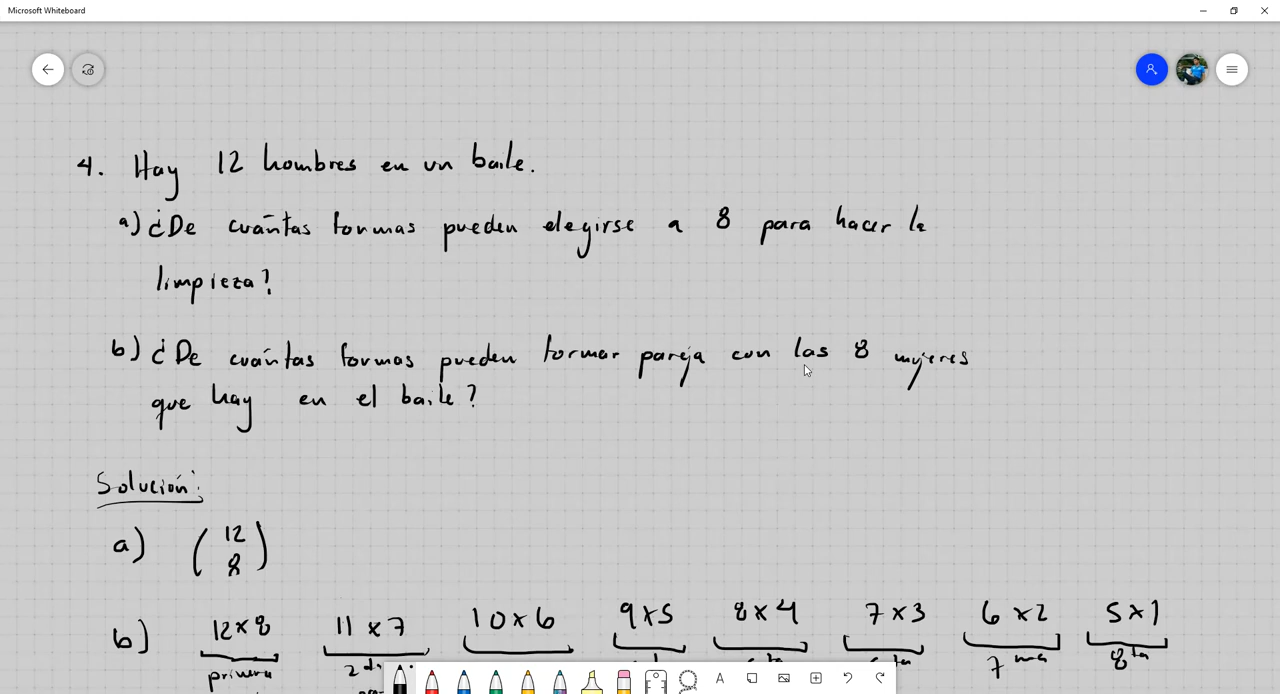 Microsoft Whiteboard
4. Hay 12 hombres en un baile.
a) ¿De cuántas formas pueden elegirse a 8 para hacer la
limpieza?
b) ¿De cuántas formas pueden formar pareja con las 8 mujeres
que hay en el baile?
Solución:
a) (12
8)
b) 12 x 8 11 x 7 10 x 6 9 x 5 8 x 4 7 x 3 6 x 2 5 x 1
primera 2da 7ma 8ta
A